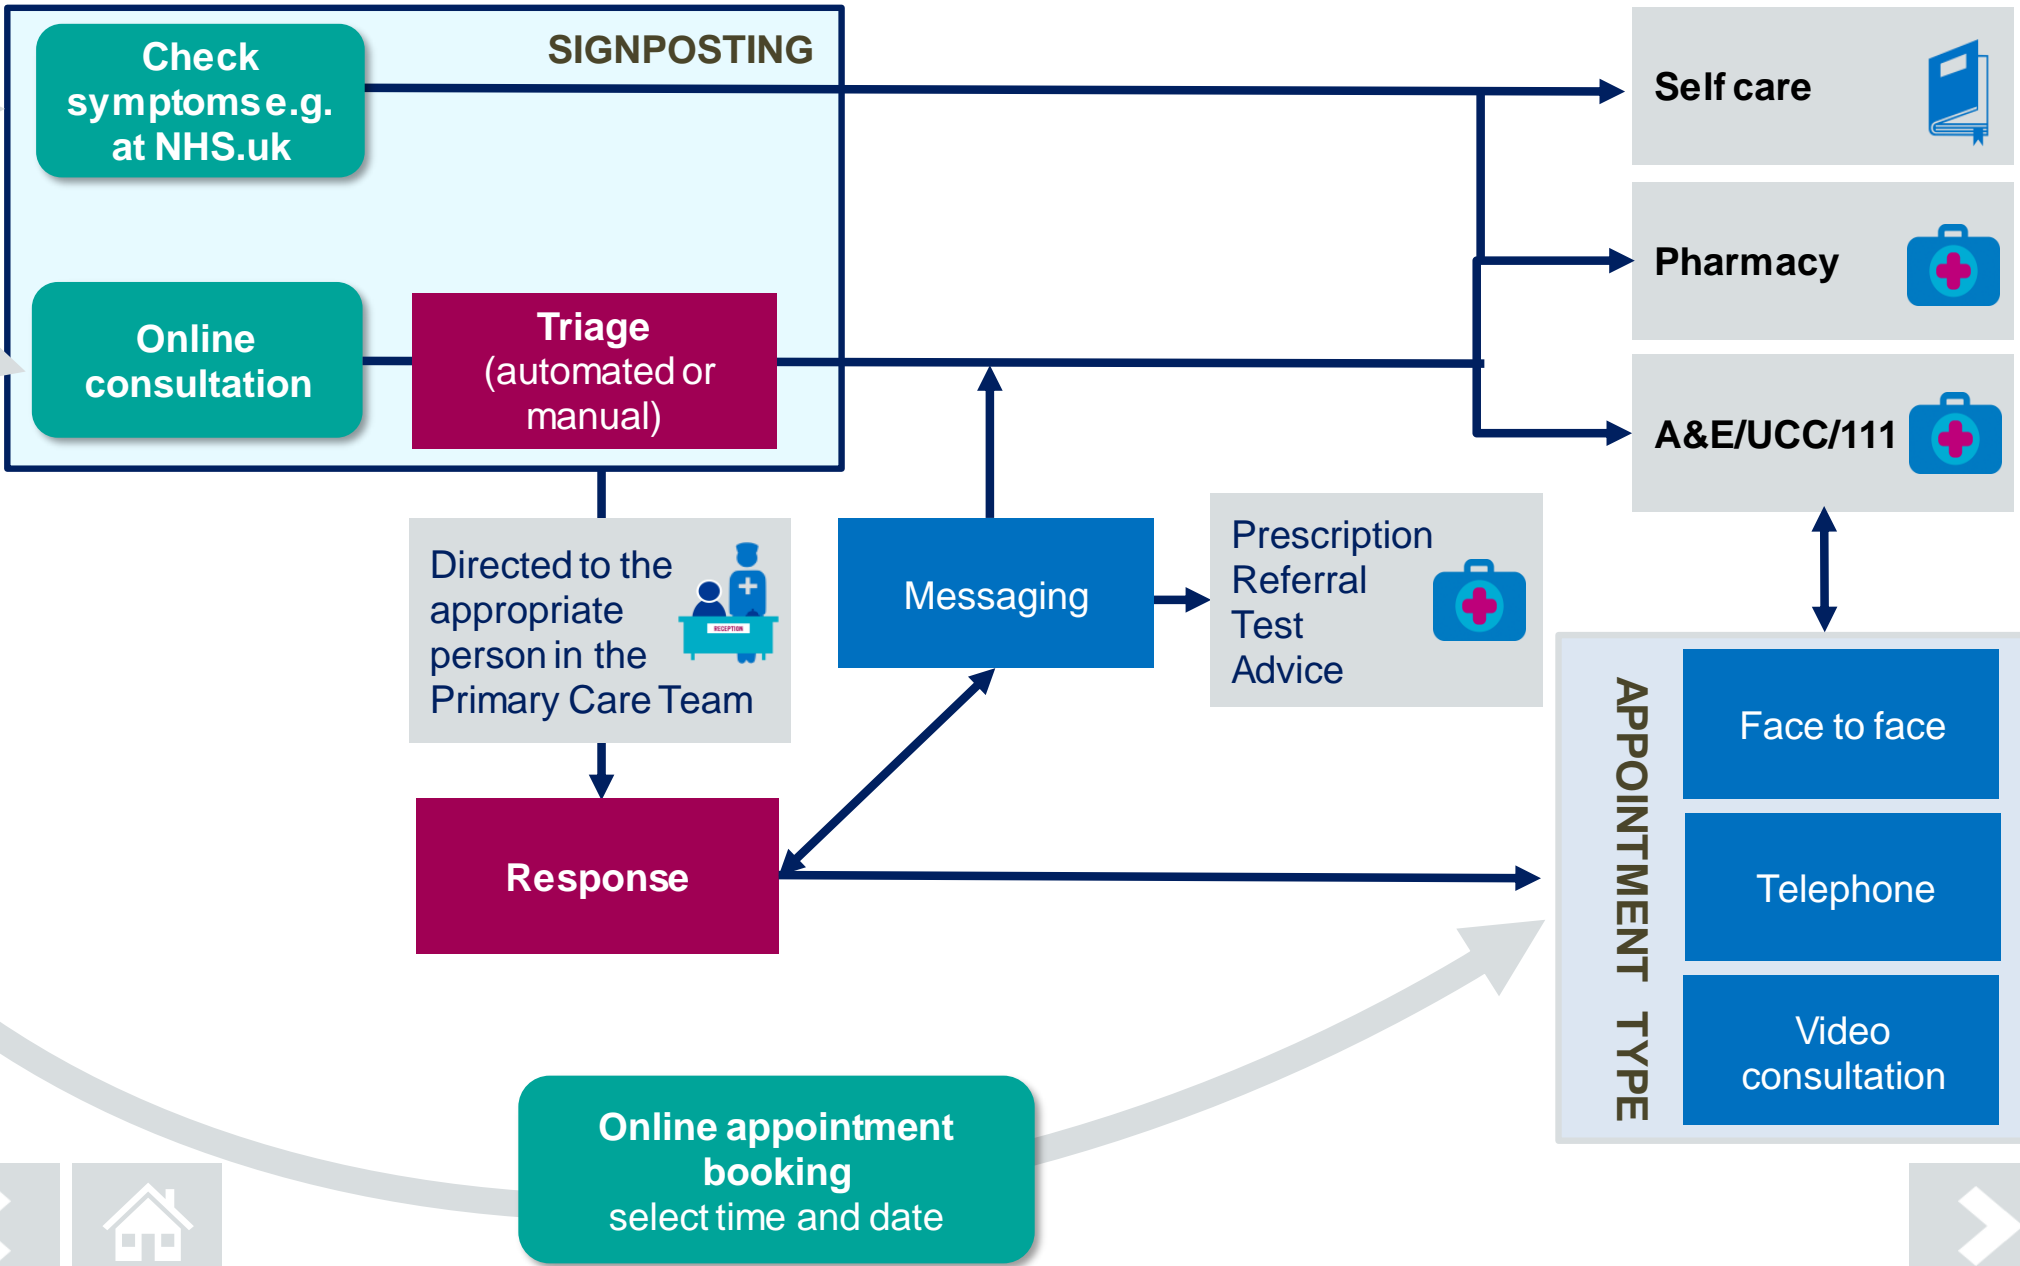 SIGNPOSTING
Check
symptoms e.g.
at NHS.uk
Self care
Pharmacy
Online
consultation
Triage
(automated or
manual)
A&E/UCC/111
Directed to the
appropriate
person in the
Primary Care Team
RECEPTION
Messaging
Prescription
Referral
Test
Advice
Response
APPOINTMENT TYPE
Face to face
Telephone
Video
consultation
Online appointment
booking
select time and date